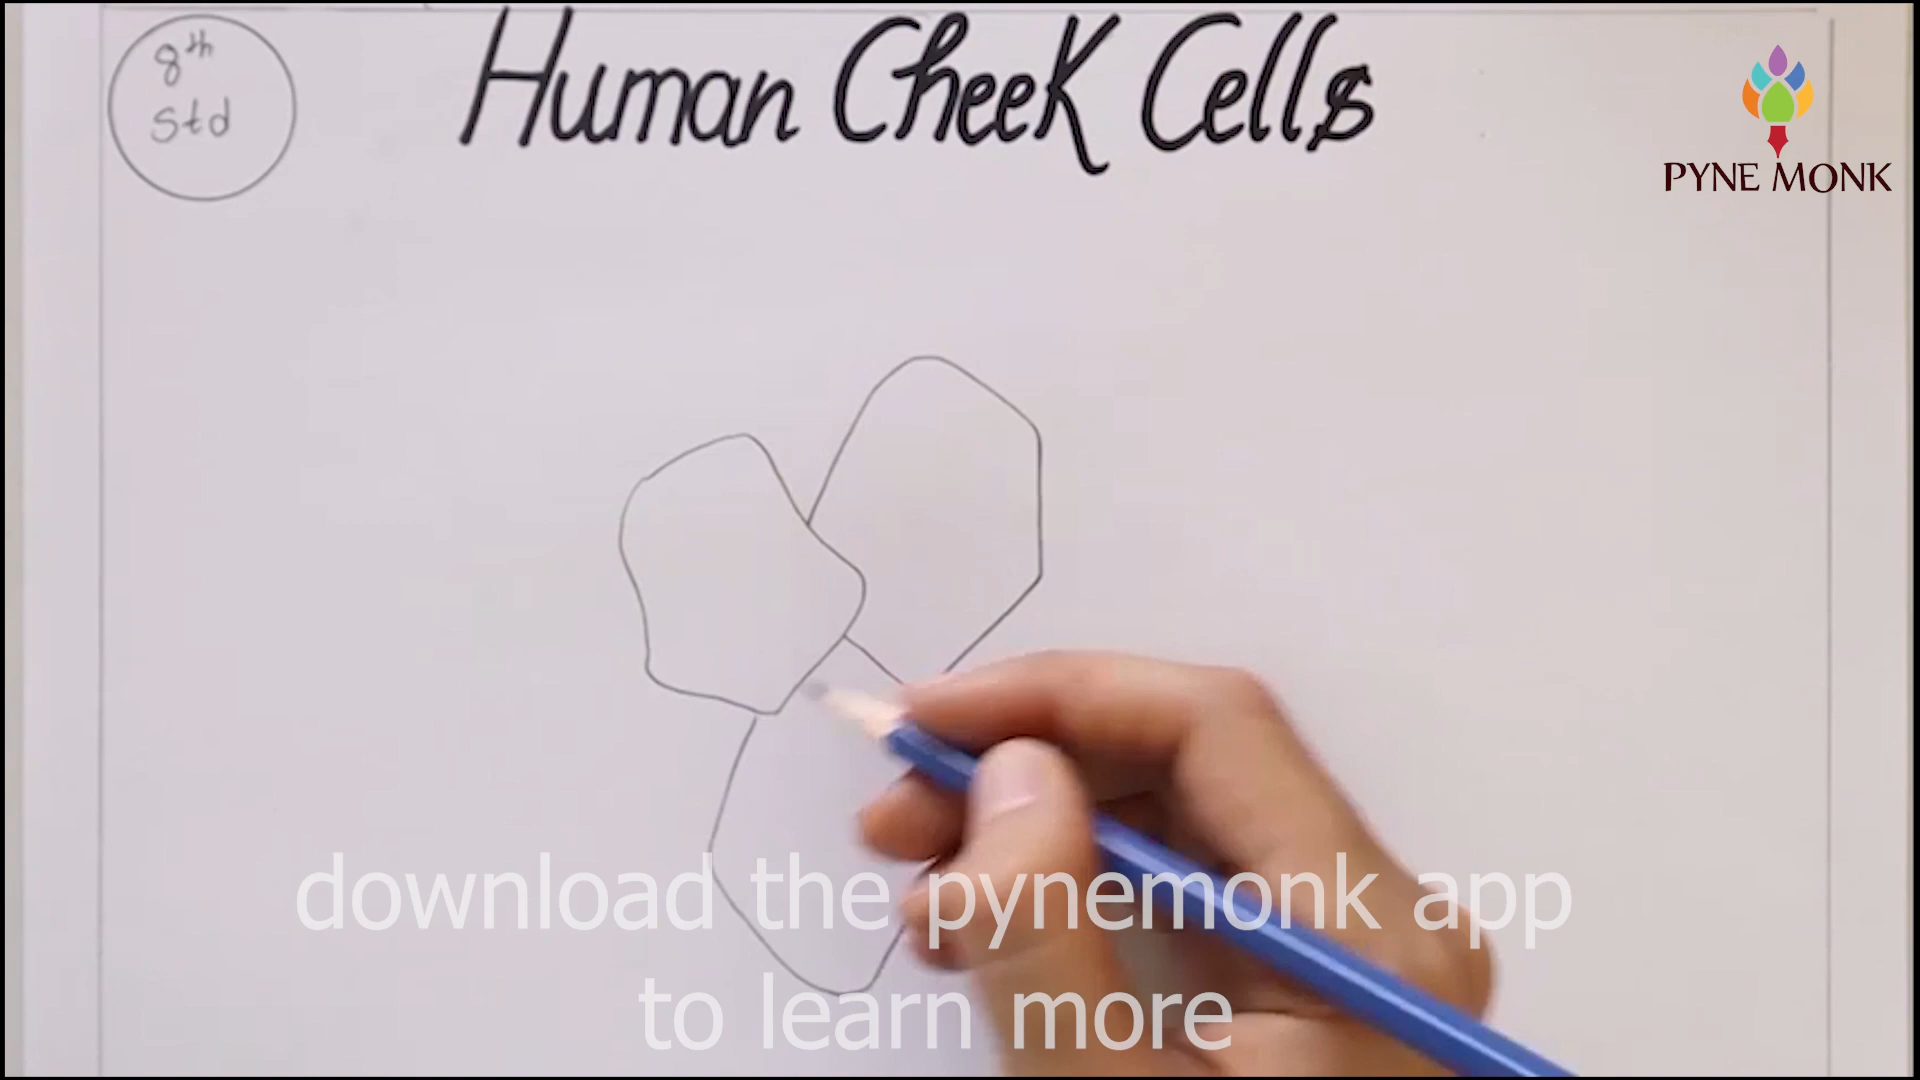 8th
Std
Human Cheek Cells
PYNE MONK
download the pynemonk app
to learn more